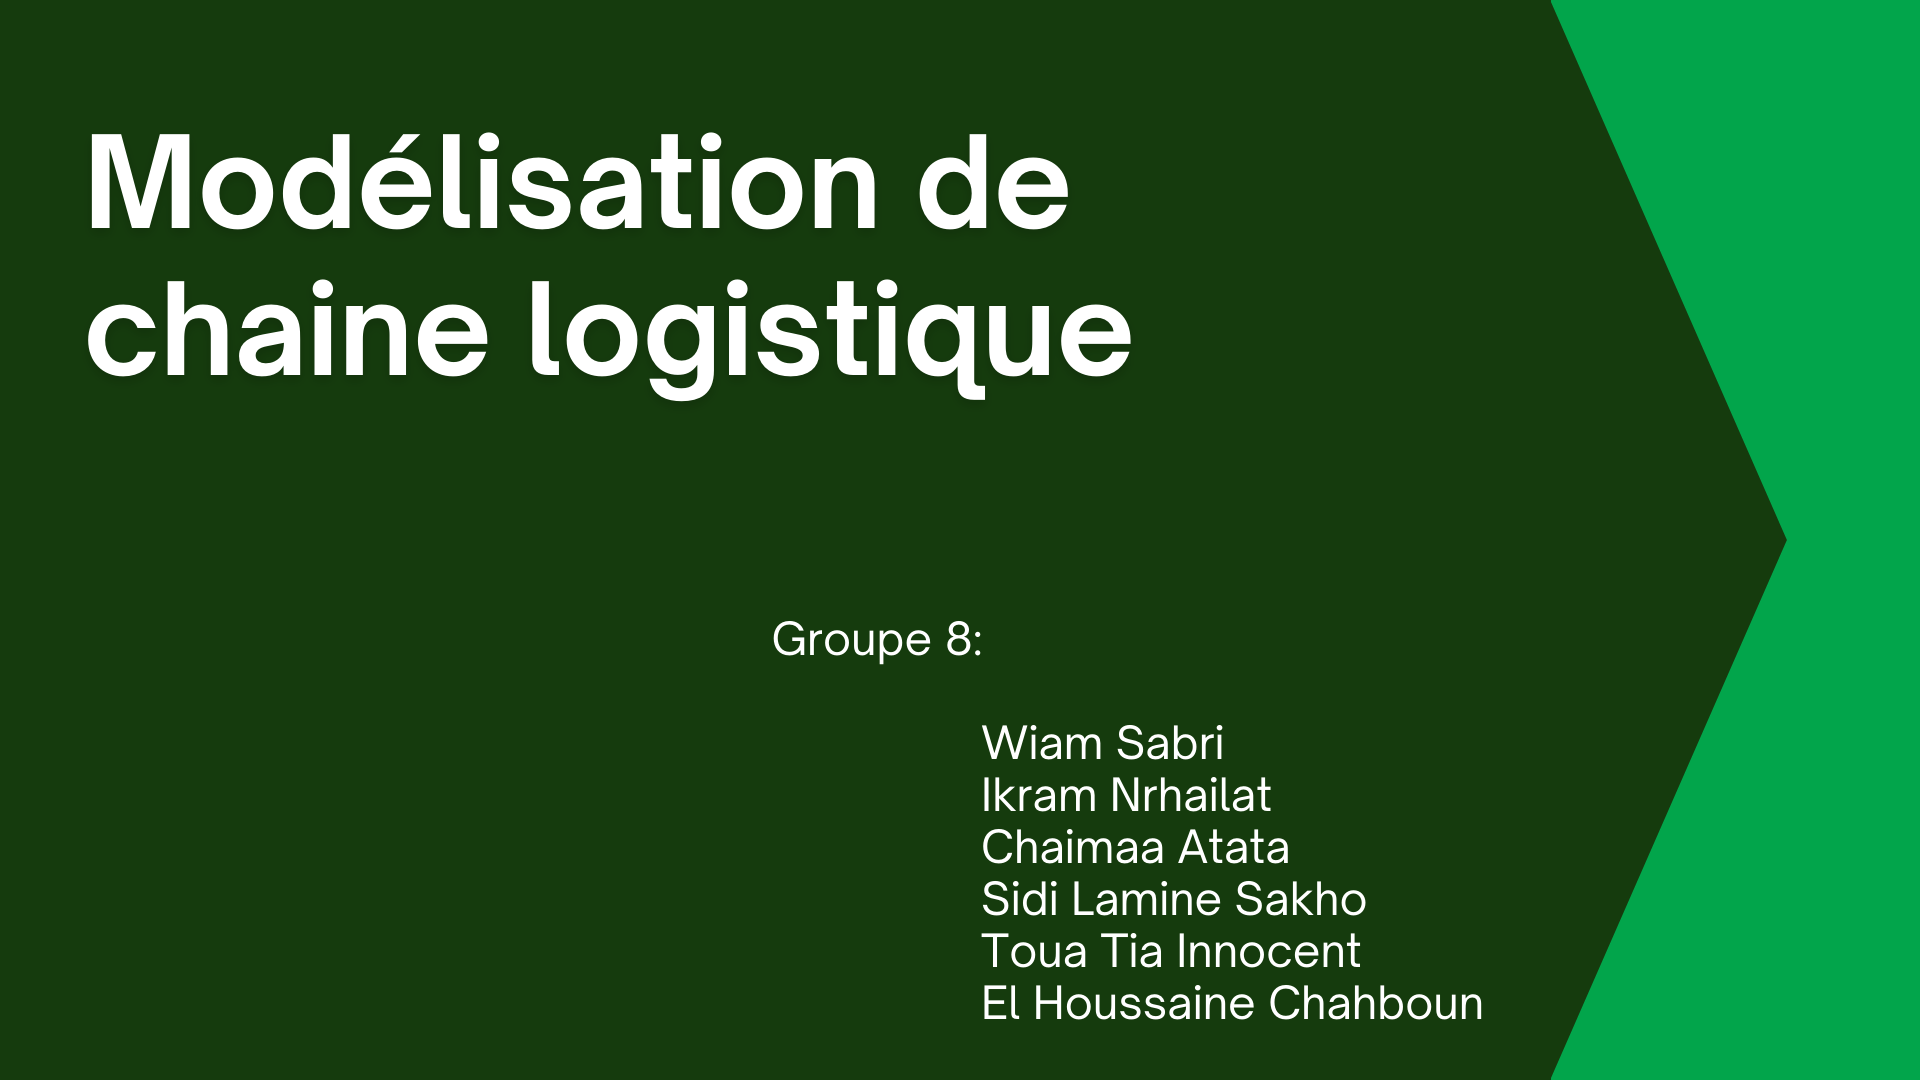 Modélisation de
chaine logistique
Groupe 8:
Wiam Sabri
Ikram Nrhailat
Chaimaa Atata
Sidi Lamine Sakho
Toua Tia Innocent
El Houssaine Chahboun